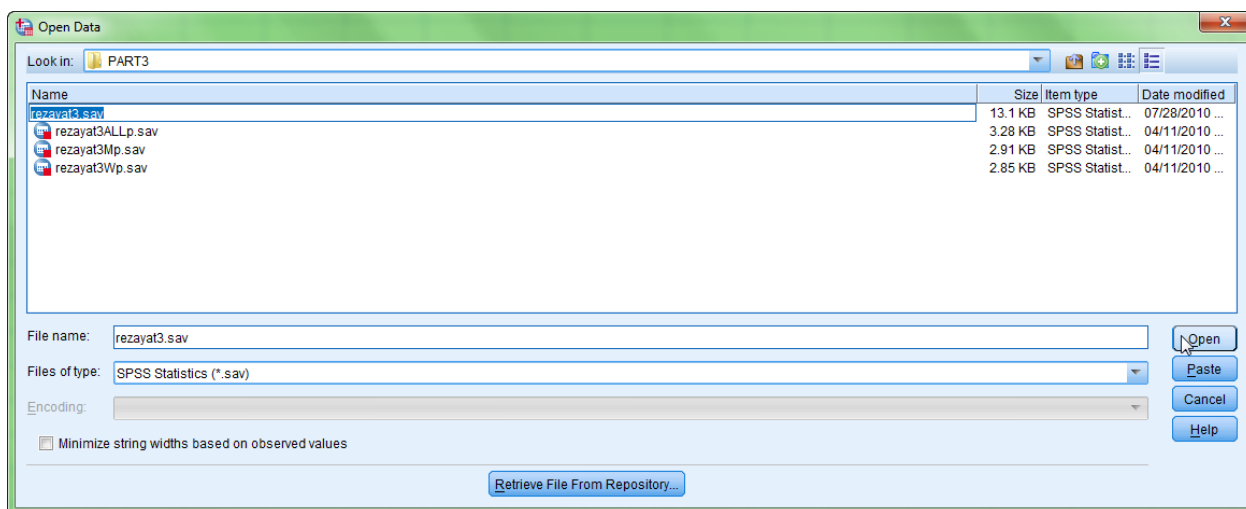 Open Data
Look in: PART3
Name Size Item type Date modified
rezayat3.sav 13.1 KB SPSS Statist... 07/28/2010 ...
rezayat3ALLp.sav 3.28 KB SPSS Statist... 04/11/2010 ...
rezayat3Mp.sav 2.91 KB SPSS Statist... 04/11/2010 ...
rezayat3Wp.sav 2.85 KB SPSS Statist... 04/11/2010 ...
File name: rezayat3.sav Open
Files of type: SPSS Statistics (*.sav) Paste
Encoding: Cancel
Minimize string widths based on observed values Help
Retrieve File From Repository...